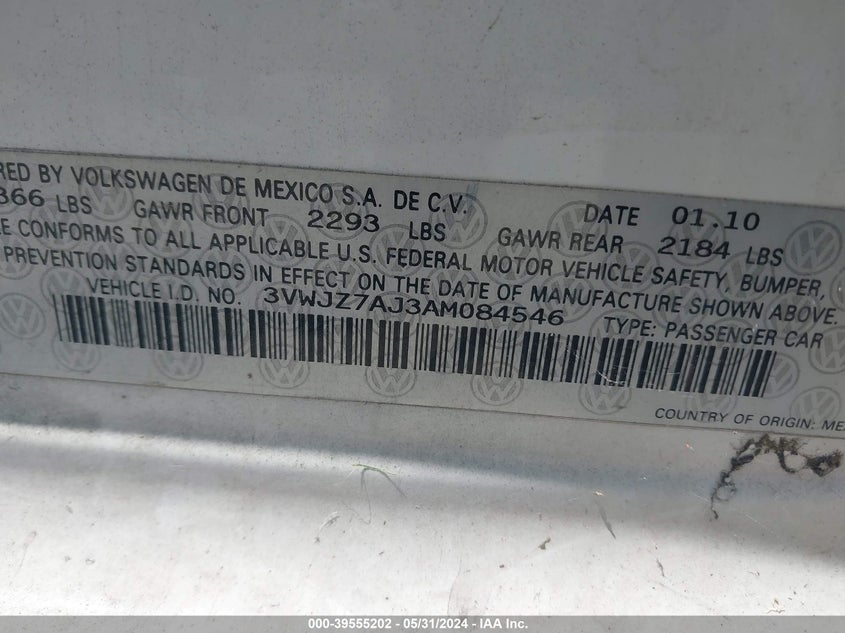 RED BY VOLKSWAGEN DE MEXICO S.A. DE C.V. DATE 01.10
366 LBS GAWR FRONT 2293 LBS GAWR REAR 2184 LBS
E CONFORMS TO ALL APPLICABLE U.S. FEDERAL MOTOR VEHICLE SAFETY, BUMPER,
PREVENTION STANDARDS IN EFFECT ON THE DATE OF MANUFACTURE SHOWN ABOVE.
VEHICLE I.D. NO. 3VWJZ7AJ3AM084546 TYPE: PASSENGER CAR
COUNTRY OF ORIGIN: ME
000-39555202 - 05/31/2024 - IAA Inc.